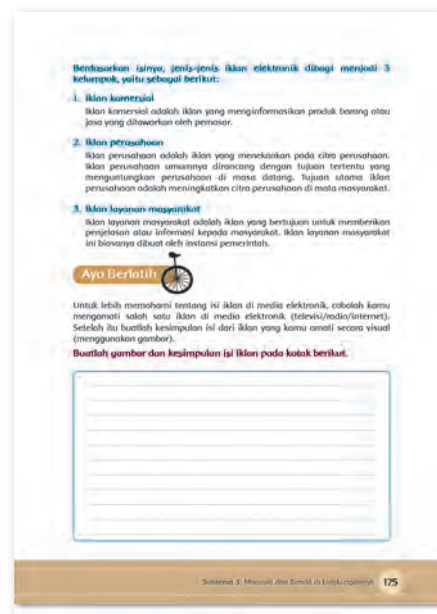 Berdasarkan isinya, jenis-jenis iklan elektronik dibagi menjadi 3
kelompok, yaitu sebagai berikut:
1. Iklan komersial
Iklan komersial adalah iklan yang menginformasikan produk barang atau
jasa yang ditawarkan oleh pemasar.
2. Iklan perusahaan
Iklan perusahaan adalah iklan yang menekankan pada citra perusahaan.
Iklan perusahaan umumnya dirancang dengan tujuan tertentu yang
menguntungkan perusahaan di masa datang. Tujuan utama iklan
perusahaan adalah meningkatkan citra perusahaan di mata masyarakat.
3. Iklan layanan masyarakat
Iklan layanan masyarakat adalah iklan yang bertujuan untuk memberikan
penjelasan atau informasi kepada masyarakat. Iklan layanan masyarakat
ini biasanya dibuat oleh instansi pemerintah.
Ayo Berlatih
Untuk lebih memahami tentang isi iklan di media elektronik, cobalah kamu
mengamati salah satu iklan di media elektronik (televisi/radio/internet).
Setelah itu buatlah kesimpulan isi dari iklan yang kamu amati secara visual
(menggunakan gambar).
Buatlah gambar dan kesimpulan isi iklan pada kotak berikut.
Subtema 3: Manusia dan Benda di Lingkungannya 175